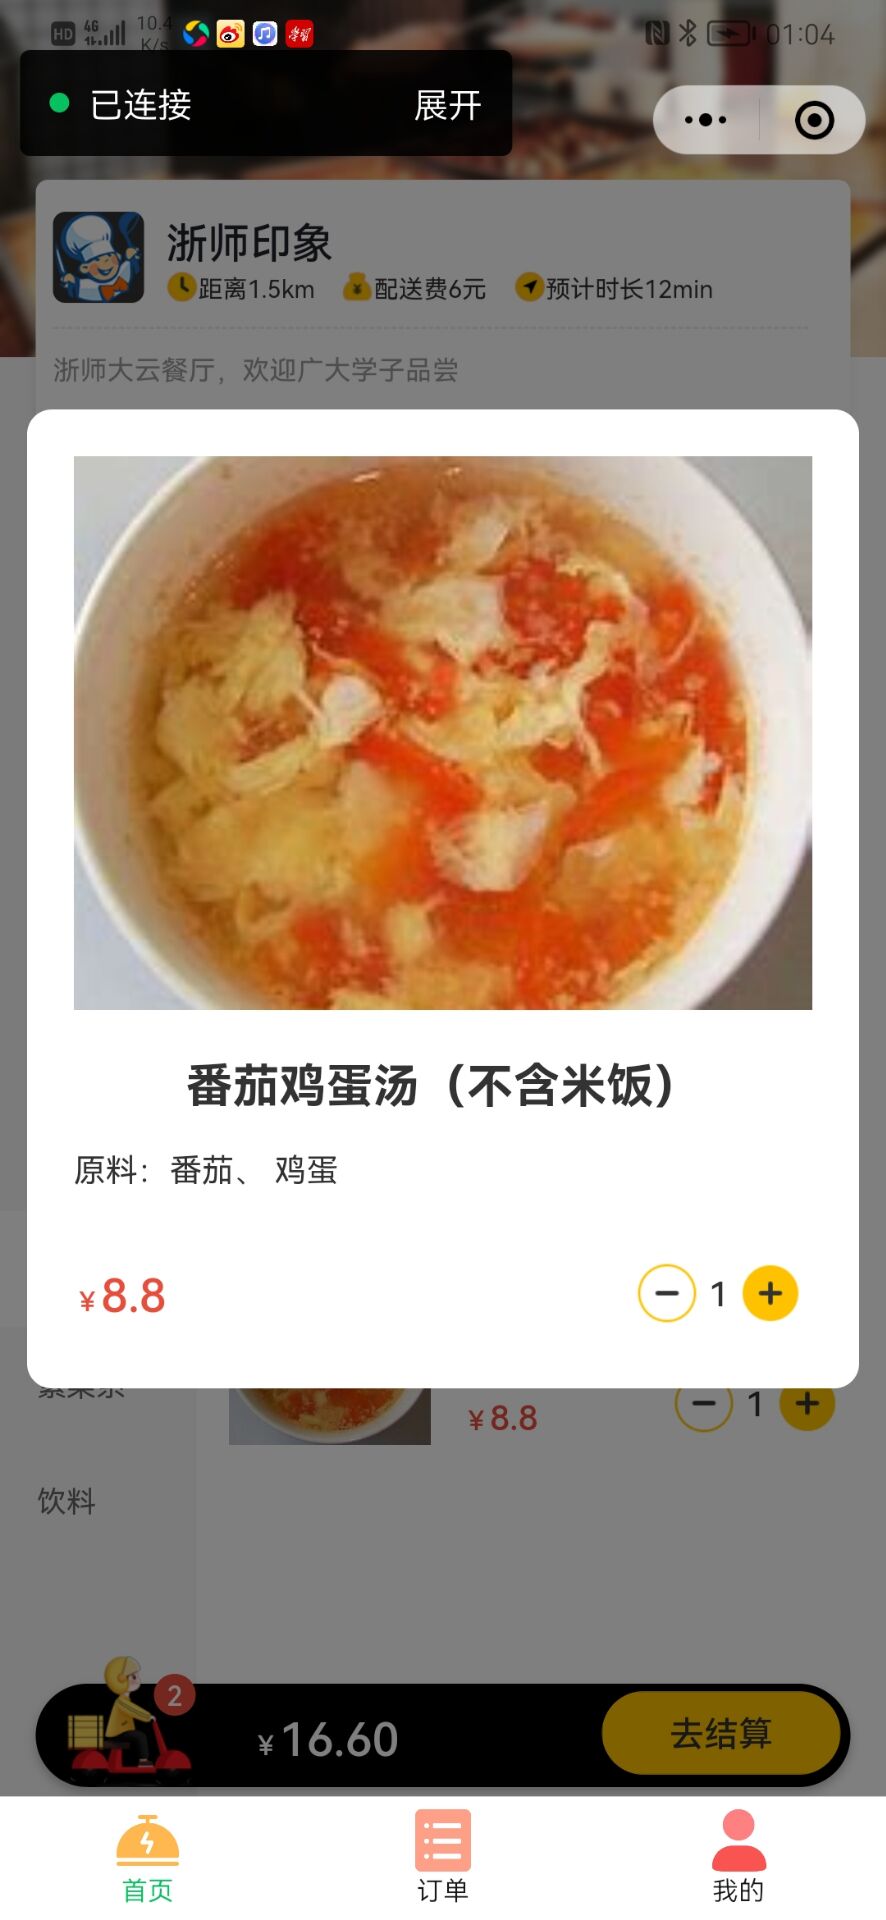 HD 4G 10.4 K/s 学习 01:04
已连接 展开
浙师印象
距离1.5km 配送费6元 预计时长12min
浙师大云餐厅，欢迎广大学子品尝
番茄鸡蛋汤（不含米饭）
原料：番茄、 鸡蛋
¥8.8 1
¥8.8 1
饮料
2 ¥16.60 去结算
首页 订单 我的